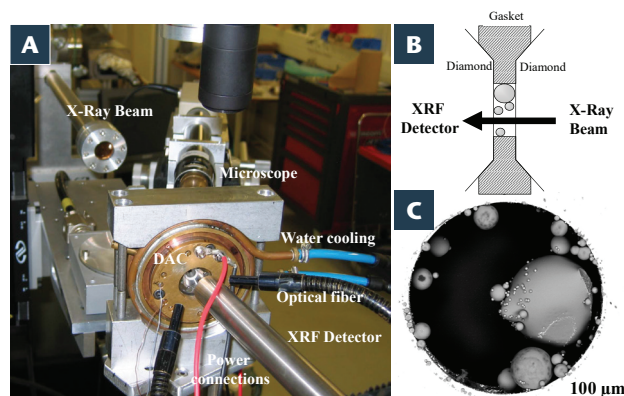 A
X-Ray Beam
Microscope
DAC
Water cooling
Optical fiber
XRF Detector
Power
connections
B
Gasket
Diamond
Diamond
XRF
Detector
X-Ray
Beam
C
100 μm